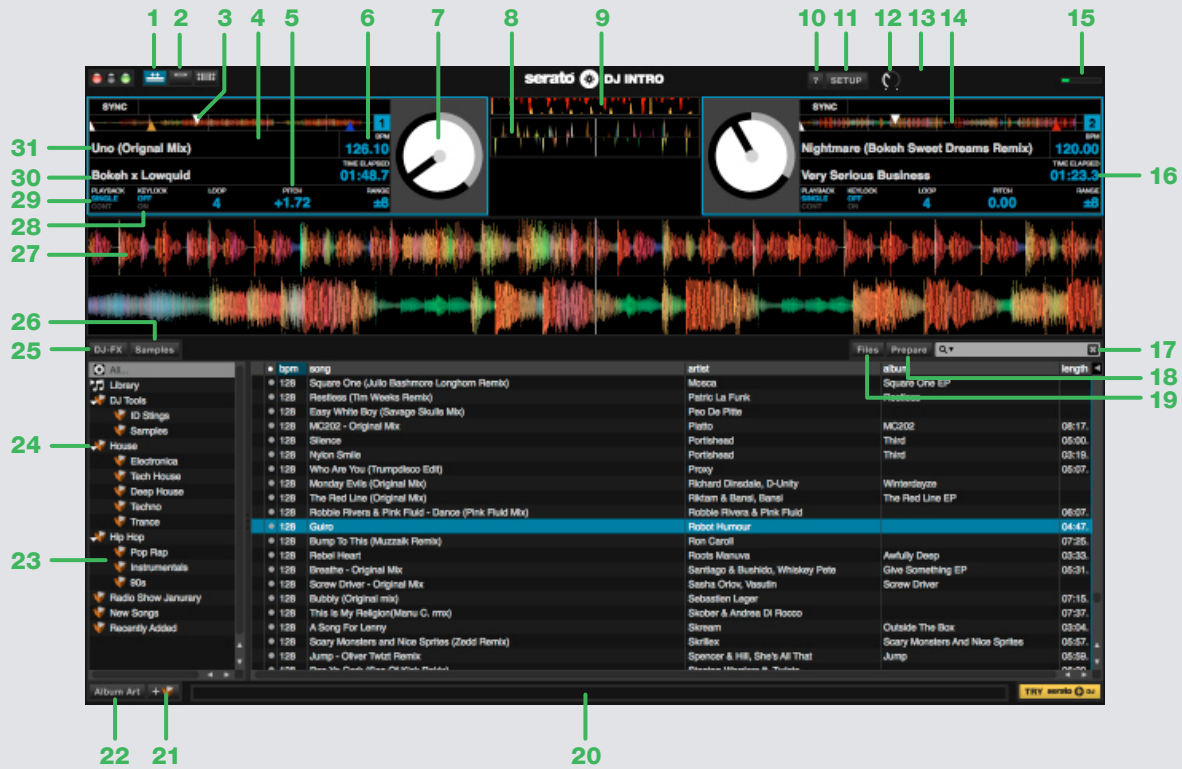 1 2 3 4 5 6 7 8 9 10 11 12 13 14 15
serato DJ INTRO
? SETUP
SYNC
1
BPM
Uno (Orignal Mix) 126.10
TIME ELAPSED
Bokeh x Lowquid 01:48.7
PLAYBACK KEYLOCK LOOP PITCH RANGE
SINGLE OFF 4 +1.72 ±8
CONT ON
SYNC
2
BPM
Nightmare (Bokeh Sweet Dreams Remix) 120.00
TIME ELAPSED
Very Serious Business 01:23.3
PLAYBACK KEYLOCK LOOP PITCH RANGE
SINGLE OFF 4 0.00 ±8
CONT ON
31
30
29
28
27
26
25
24
23
16
17
18
19
DJ-FX Samples
Files Prepare
All...
Library
DJ Tools
ID Stings
Samples
House
Electronica
Tech House
Deep House
Techno
Trance
Hip Hop
Pop Rap
Instrumentals
90s
Radio Show Janurary
New Songs
Recently Added
bpm song artist album length
128 Square One (Julio Bashmore Longhorn Remix) Mosca Square One EP
128 Restless (Tim Weeks Remix) Patric La Funk Restless
128 Easy White Boy (Savage Skulls Mix) Peo De Pitte
128 MC202 - Original Mix Platto MC202 08:17.
128 Silence Portishead Third 05:00.
128 Nylon Smile Portishead Third 03:19.
128 Who Are You (Trumpdisco Edit) Proxy 05:07.
128 Monday Evils (Original Mix) Richard Dinsdale, D-Unity Winterdayze
128 The Red Line (Original Mix) Riktam & Bansi, Bansi The Red Line EP
128 Robbie Rivera & Pink Fluid - Dance (Pink Fluid Mix) Robbie Rivera & Pink Fluid 06:07.
128 Guiro Robot Humour 04:47.
128 Bump To This (Muzzaik Remix) Ron Caroll 07:25.
128 Rebel Heart Roots Manuva Awfully Deep 03:33.
128 Breathe - Original Mix Santiago & Bushido, Whiskey Pete Give Something EP 05:31.
128 Screw Driver - Original Mix Sasha Orlov, Vasutin Screw Driver
128 Bubbly (Original mix) Sebastien Leger 07:15.
128 This Is My Religion(Manu C. rmx) Skober & Andrea Di Rocco 07:37.
128 A Song For Lenny Skream Outside The Box 03:04.
128 Scary Monsters and Nice Sprites (Zedd Remix) Skrillex Scary Monsters And Nice Sprites 05:57.
128 Jump - Oliver Twizt Remix Spencer & Hill, She's All That Jump 05:59.
Album Art +
TRY serato DJ
22 21 20